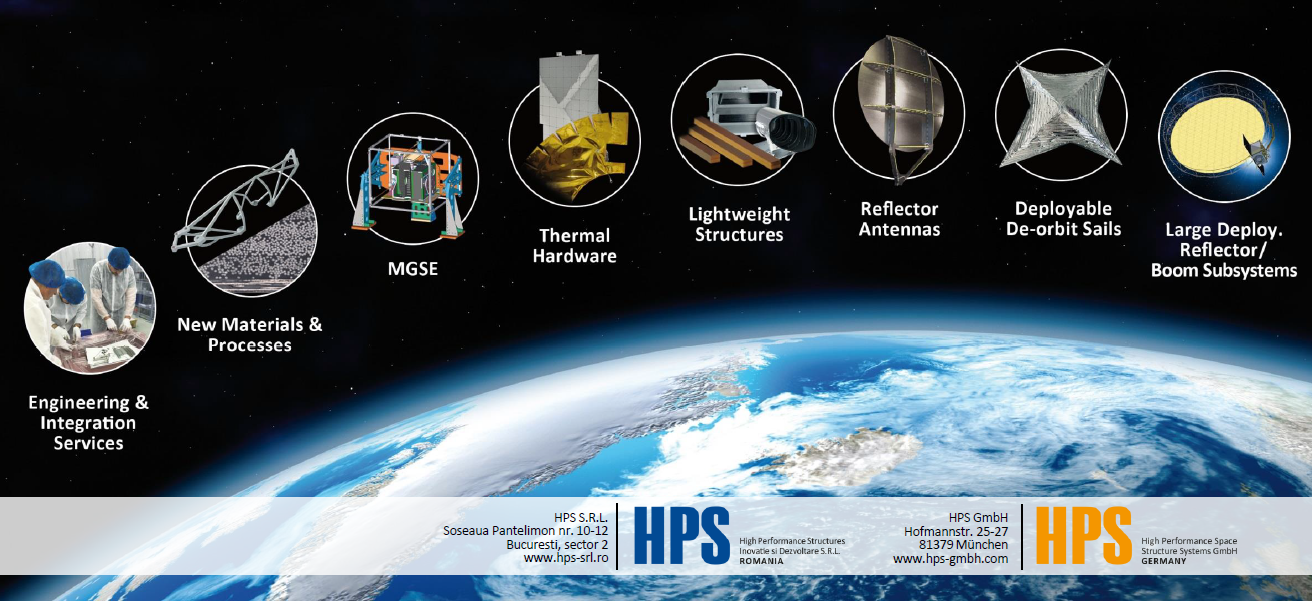 Engineering &
Integration
Services
New Materials &
Processes
MGSE
Thermal
Hardware
Lightweight
Structures
Reflector
Antennas
Deployable
De-orbit Sails
Large Deploy.
Reflector/
Boom Subsystems
HPS S.R.L.
Soseaua Pantelimon nr. 10-12
Bucuresti, sector 2
www.hps-srl.ro
HPS
High Performance Structures
Inovatie si Dezvoltare S.R.L.
ROMANIA
HPS GmbH
Hofmannstr. 25-27
81379 München
www.hps-gmbh.com
HPS
High Performance Space
Structure Systems GmbH
GERMANY